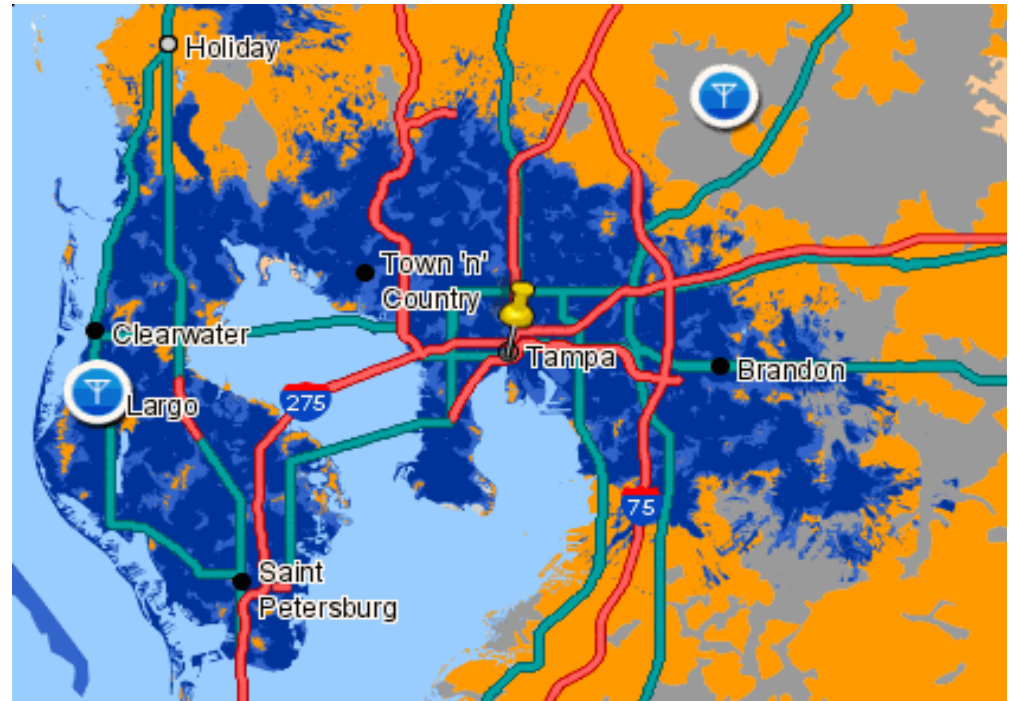 Holiday
Town 'n'
Country
Clearwater
Tampa
Brandon
Largo
275
75
Saint
Petersburg